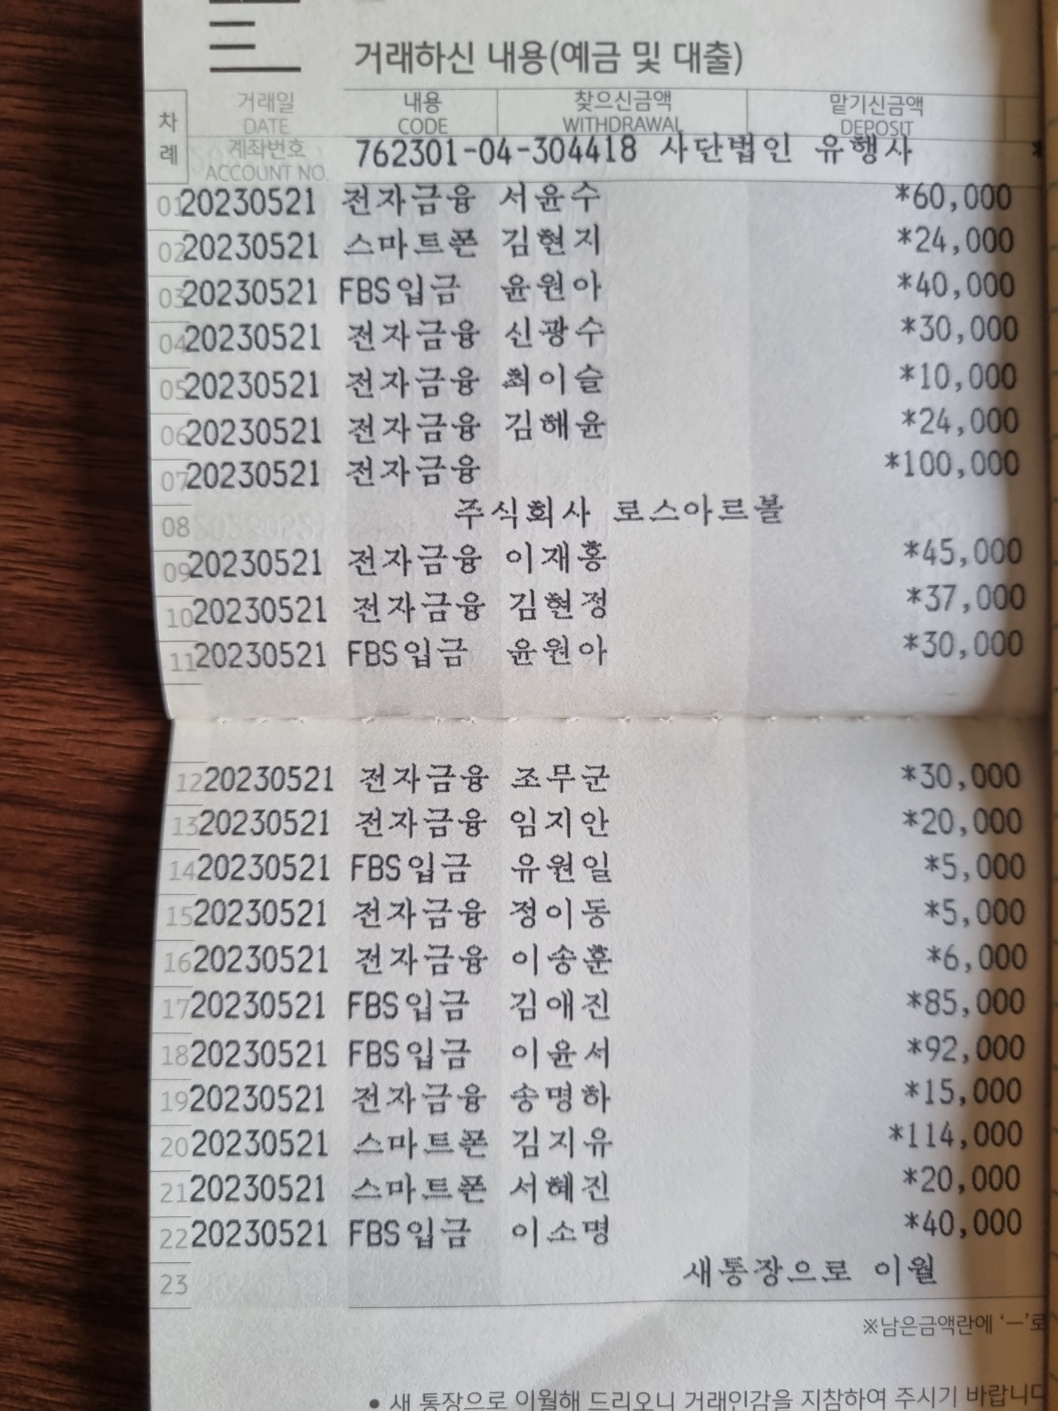 거래하신 내용(예금 및 대출)
차례 거래일 내용 찾으신금액 맡기신금액
DATE CODE WITHDRAWAL DEPOSIT
계좌번호 762301-04-304418 사단법인 유행사 *
ACCOUNT NO.
01 20230521 전자금융 서윤수 *60,000
02 20230521 스마트폰 김현지 *24,000
03 20230521 FBS입금 윤원아 *40,000
04 20230521 전자금융 신광수 *30,000
05 20230521 전자금융 최이슬 *10,000
06 20230521 전자금융 김해윤 *24,000
07 20230521 전자금융 *100,000
08 주식회사 로스아르볼
09 20230521 전자금융 이재홍 *45,000
10 20230521 전자금융 김현정 *37,000
11 20230521 FBS입금 윤원아 *30,000
12 20230521 전자금융 조무군 *30,000
13 20230521 전자금융 임지안 *20,000
14 20230521 FBS입금 유원일 *5,000
15 20230521 전자금융 정이동 *5,000
16 20230521 전자금융 이송훈 *6,000
17 20230521 FBS입금 김애진 *85,000
18 20230521 FBS입금 이윤서 *92,000
19 20230521 전자금융 송명하 *15,000
20 20230521 스마트폰 김지유 *114,000
21 20230521 스마트폰 서혜진 *20,000
22 20230521 FBS입금 이소명 *40,000
23 새통장으로 이월
※남은금액란에 ‘—’로
• 새 통장으로 이월해 드리오니 거래인감을 지참하여 주시기 바랍니다